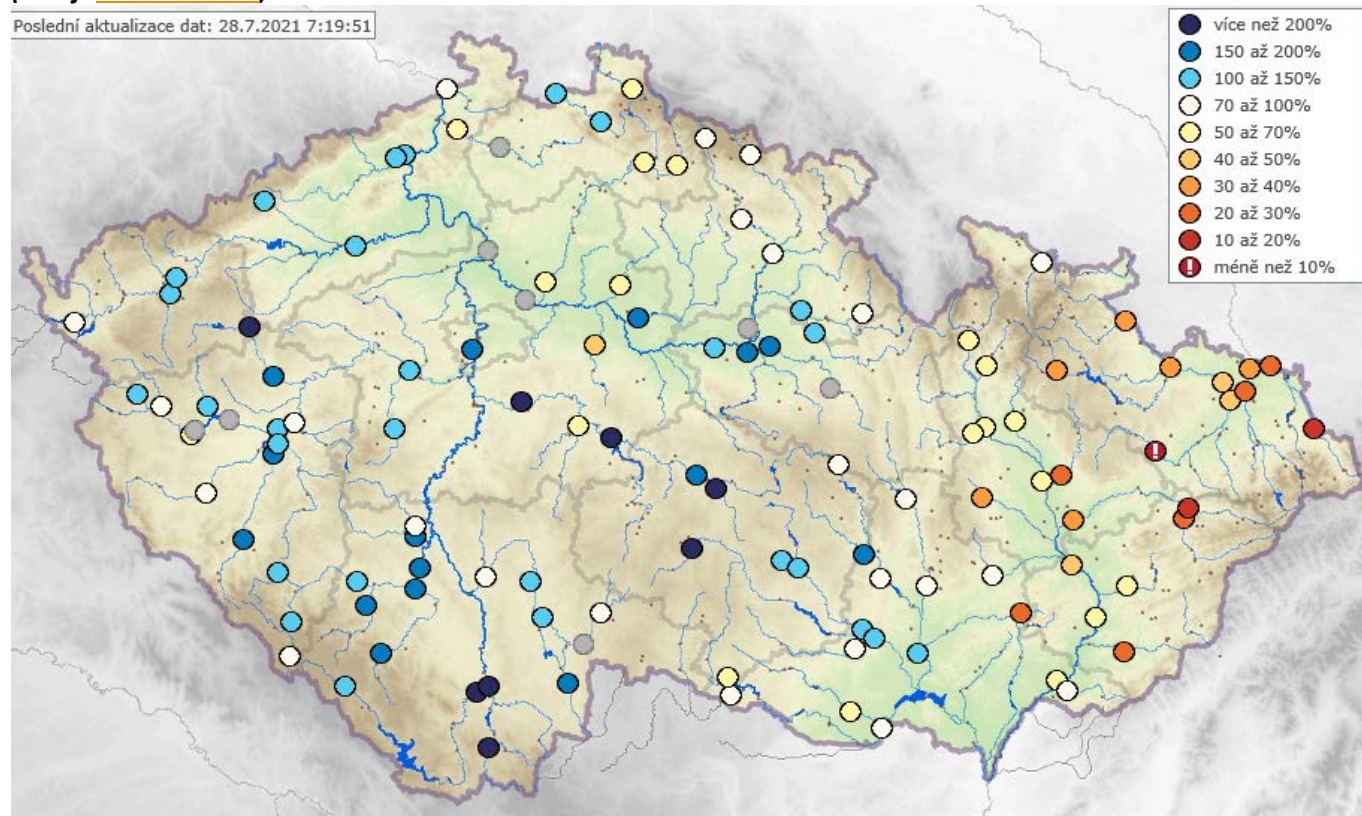 Poslední aktualizace dat: 28.7.2021 7:19:51
více než 200%
150 až 200%
100 až 150%
70 až 100%
50 až 70%
40 až 50%
30 až 40%
20 až 30%
10 až 20%
! méně než 10%
!